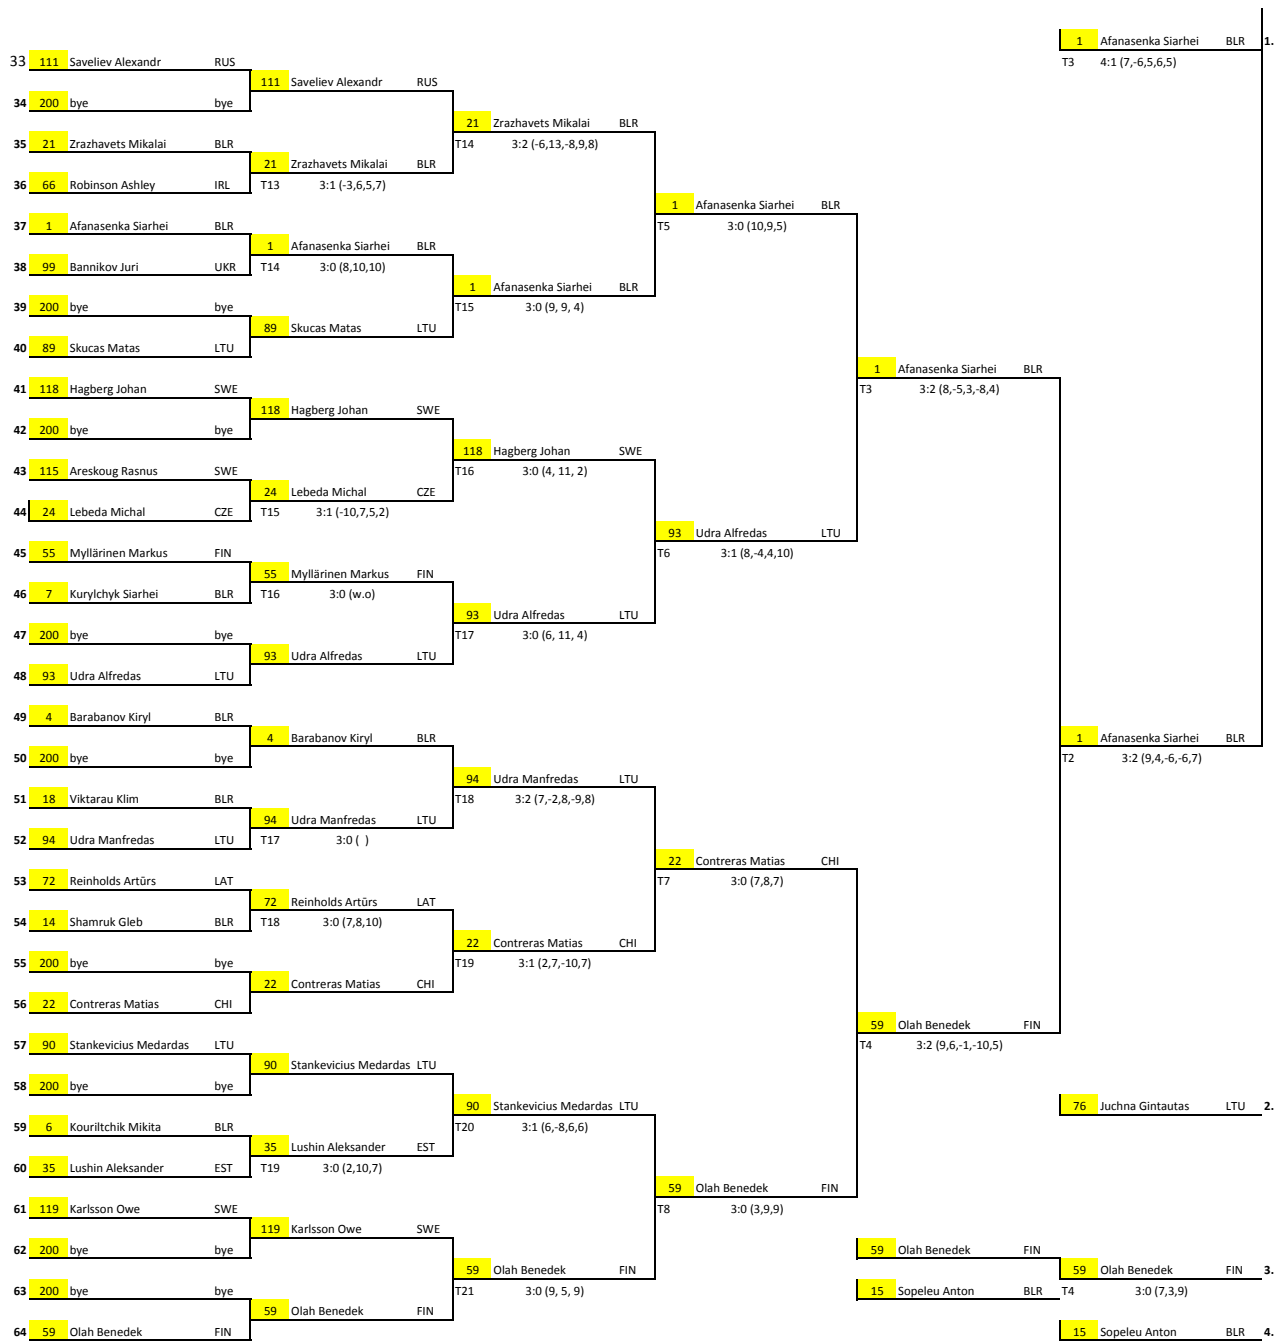 1 Afanasenka Siarhei BLR 1.
33 111 Saveliev Alexandr RUS T3 4:1 (7,-6,5,6,5)
111 Saveliev Alexandr RUS
34 200 bye bye
21 Zrazhavets Mikalai BLR
35 21 Zrazhavets Mikalai BLR T14 3:2 (-6,13,-8,9,8)
21 Zrazhavets Mikalai BLR
36 66 Robinson Ashley IRL T13 3:1 (-3,6,5,7)
1 Afanasenka Siarhei BLR
37 1 Afanasenka Siarhei BLR T5 3:0 (10,9,5)
1 Afanasenka Siarhei BLR
38 99 Bannikov Juri UKR T14 3:0 (8,10,10)
1 Afanasenka Siarhei BLR
39 200 bye bye T15 3:0 (9, 9, 4)
89 Skucas Matas LTU
40 89 Skucas Matas LTU
1 Afanasenka Siarhei BLR
41 118 Hagberg Johan SWE T3 3:2 (8,-5,3,-8,4)
118 Hagberg Johan SWE
42 200 bye bye
118 Hagberg Johan SWE
43 115 Areskoug Rasnus SWE T16 3:0 (4, 11, 2)
24 Lebeda Michal CZE
44 24 Lebeda Michal CZE T15 3:1 (-10,7,5,2)
93 Udra Alfredas LTU
45 55 Myllärinen Markus FIN T6 3:1 (8,-4,4,10)
55 Myllärinen Markus FIN
46 7 Kurylchyk Siarhei BLR T16 3:0 (w.o)
93 Udra Alfredas LTU
47 200 bye bye T17 3:0 (6, 11, 4)
93 Udra Alfredas LTU
48 93 Udra Alfredas LTU
49 4 Barabanov Kiryl BLR
4 Barabanov Kiryl BLR 1 Afanasenka Siarhei BLR
50 200 bye bye T2 3:2 (9,4,-6,-6,7)
94 Udra Manfredas LTU
51 18 Viktarau Klim BLR T18 3:2 (7,-2,8,-9,8)
94 Udra Manfredas LTU
52 94 Udra Manfredas LTU T17 3:0 ( )
22 Contreras Matias CHI
53 72 Reinholds Artūrs LAT T7 3:0 (7,8,7)
72 Reinholds Artūrs LAT
54 14 Shamruk Gleb BLR T18 3:0 (7,8,10)
22 Contreras Matias CHI
55 200 bye bye T19 3:1 (2,7,-10,7)
22 Contreras Matias CHI
56 22 Contreras Matias CHI
59 Olah Benedek FIN
57 90 Stankevicius Medardas LTU T4 3:2 (9,6,-1,-10,5)
90 Stankevicius Medardas LTU
58 200 bye bye
90 Stankevicius Medardas LTU 76 Juchna Gintautas LTU 2.
59 6 Kouriltchik Mikita BLR T20 3:1 (6,-8,6,6)
35 Lushin Aleksander EST
60 35 Lushin Aleksander EST T19 3:0 (2,10,7)
59 Olah Benedek FIN
61 119 Karlsson Owe SWE T8 3:0 (3,9,9)
119 Karlsson Owe SWE
62 200 bye bye 59 Olah Benedek FIN
59 Olah Benedek FIN 59 Olah Benedek FIN 3.
63 200 bye bye T21 3:0 (9, 5, 9) 15 Sopeleu Anton BLR T4 3:0 (7,3,9)
59 Olah Benedek FIN
64 59 Olah Benedek FIN 15 Sopeleu Anton BLR 4.